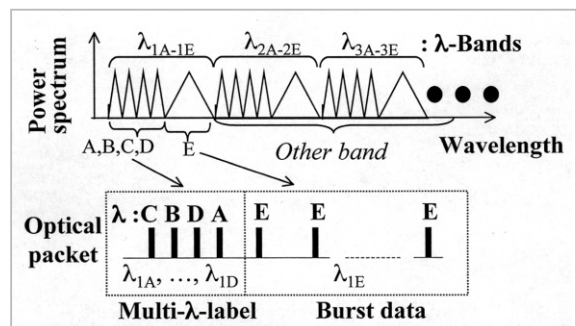 λ1A-1E λ2A-2E λ3A-3E : λ-Bands
Power spectrum
A,B,C,D E Other band Wavelength
Optical packet
λ :C B D A E E E
λ1A, ..., λ1D λ1E
Multi-λ-label Burst data